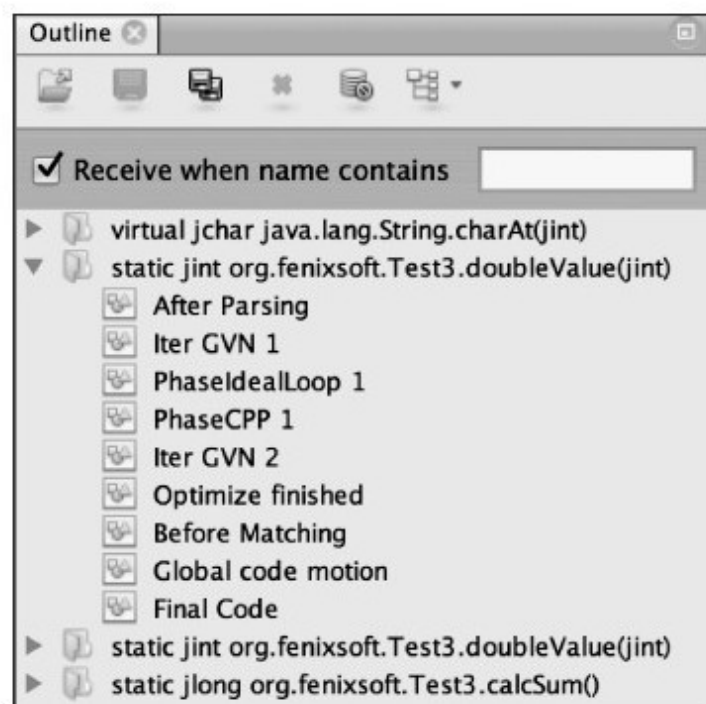 Outline
Receive when name contains
virtual jchar java.lang.String.charAt(jint)
static jint org.fenixsoft.Test3.doubleValue(jint)
After Parsing
Iter GVN 1
PhaseIdealLoop 1
PhaseCPP 1
Iter GVN 2
Optimize finished
Before Matching
Global code motion
Final Code
static jint org.fenixsoft.Test3.doubleValue(jint)
static jlong org.fenixsoft.Test3.calcSum()